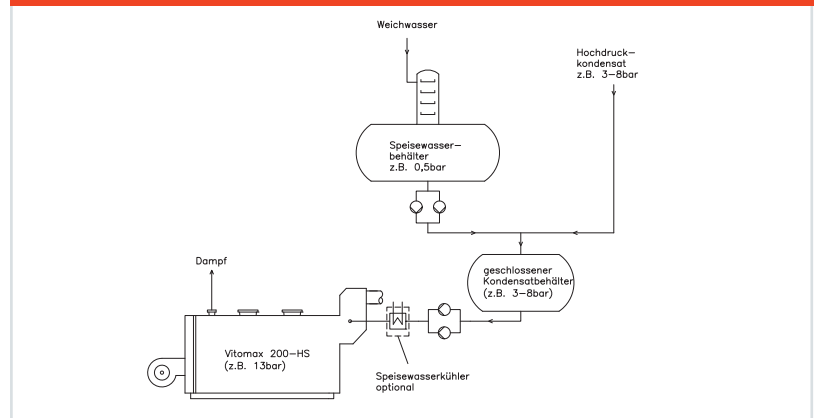 Weichwasser
Hochdruck–
kondensat
z.B. 3–8bar
Speisewasser–
behälter
z.B. 0,5bar
geschlossener
Kondensatbehälter
(z.B. 3–8bar)
Dampf
Vitomax 200–HS
(z.B. 13bar)
Speisewasserkühler
optional